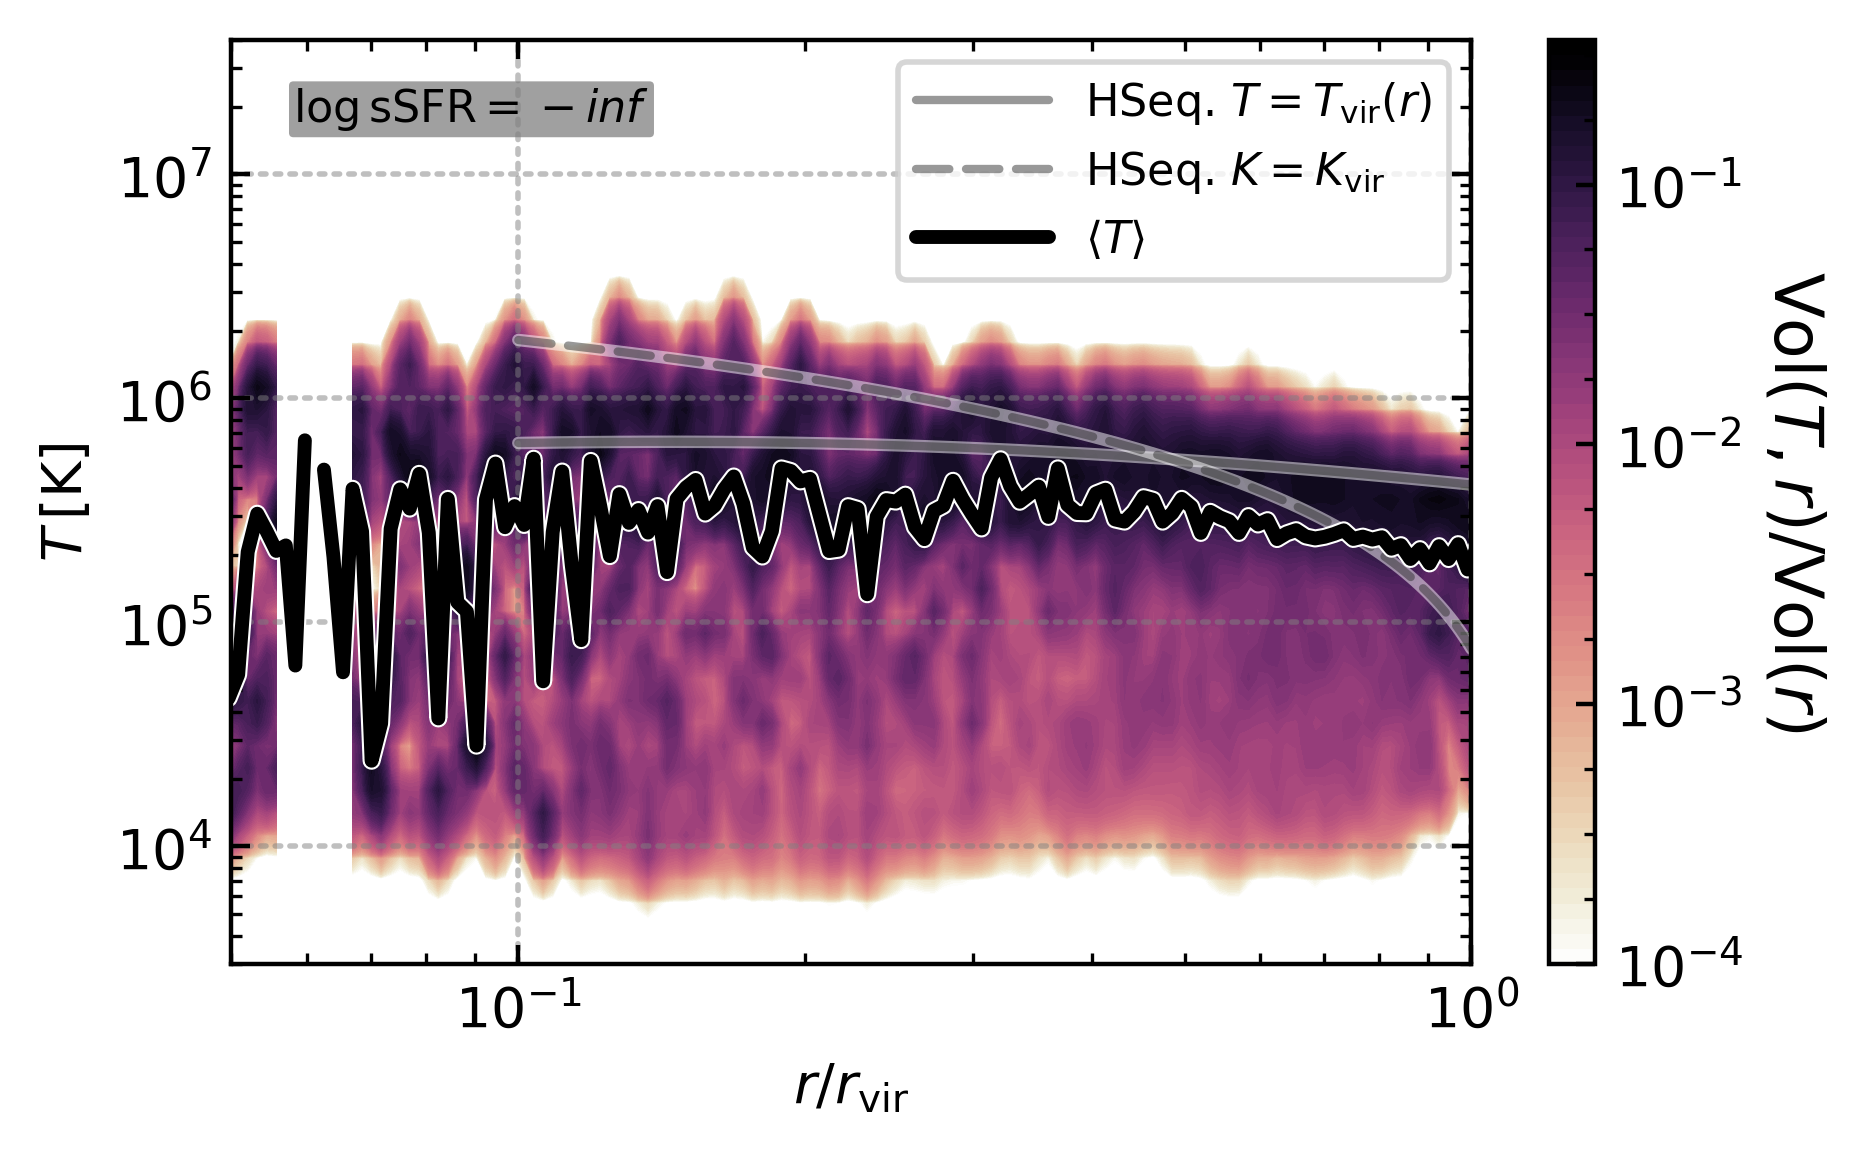 log sSFR = −inf
HSeq. T = T_vir(r)
HSeq. K = K_vir
⟨T⟩
10^7
10^6
10^5
10^4
T [K]
10^−1
10^0
r/r_vir
10^−1
10^−2
10^−3
10^−4
Vol(T, r)/Vol(r)